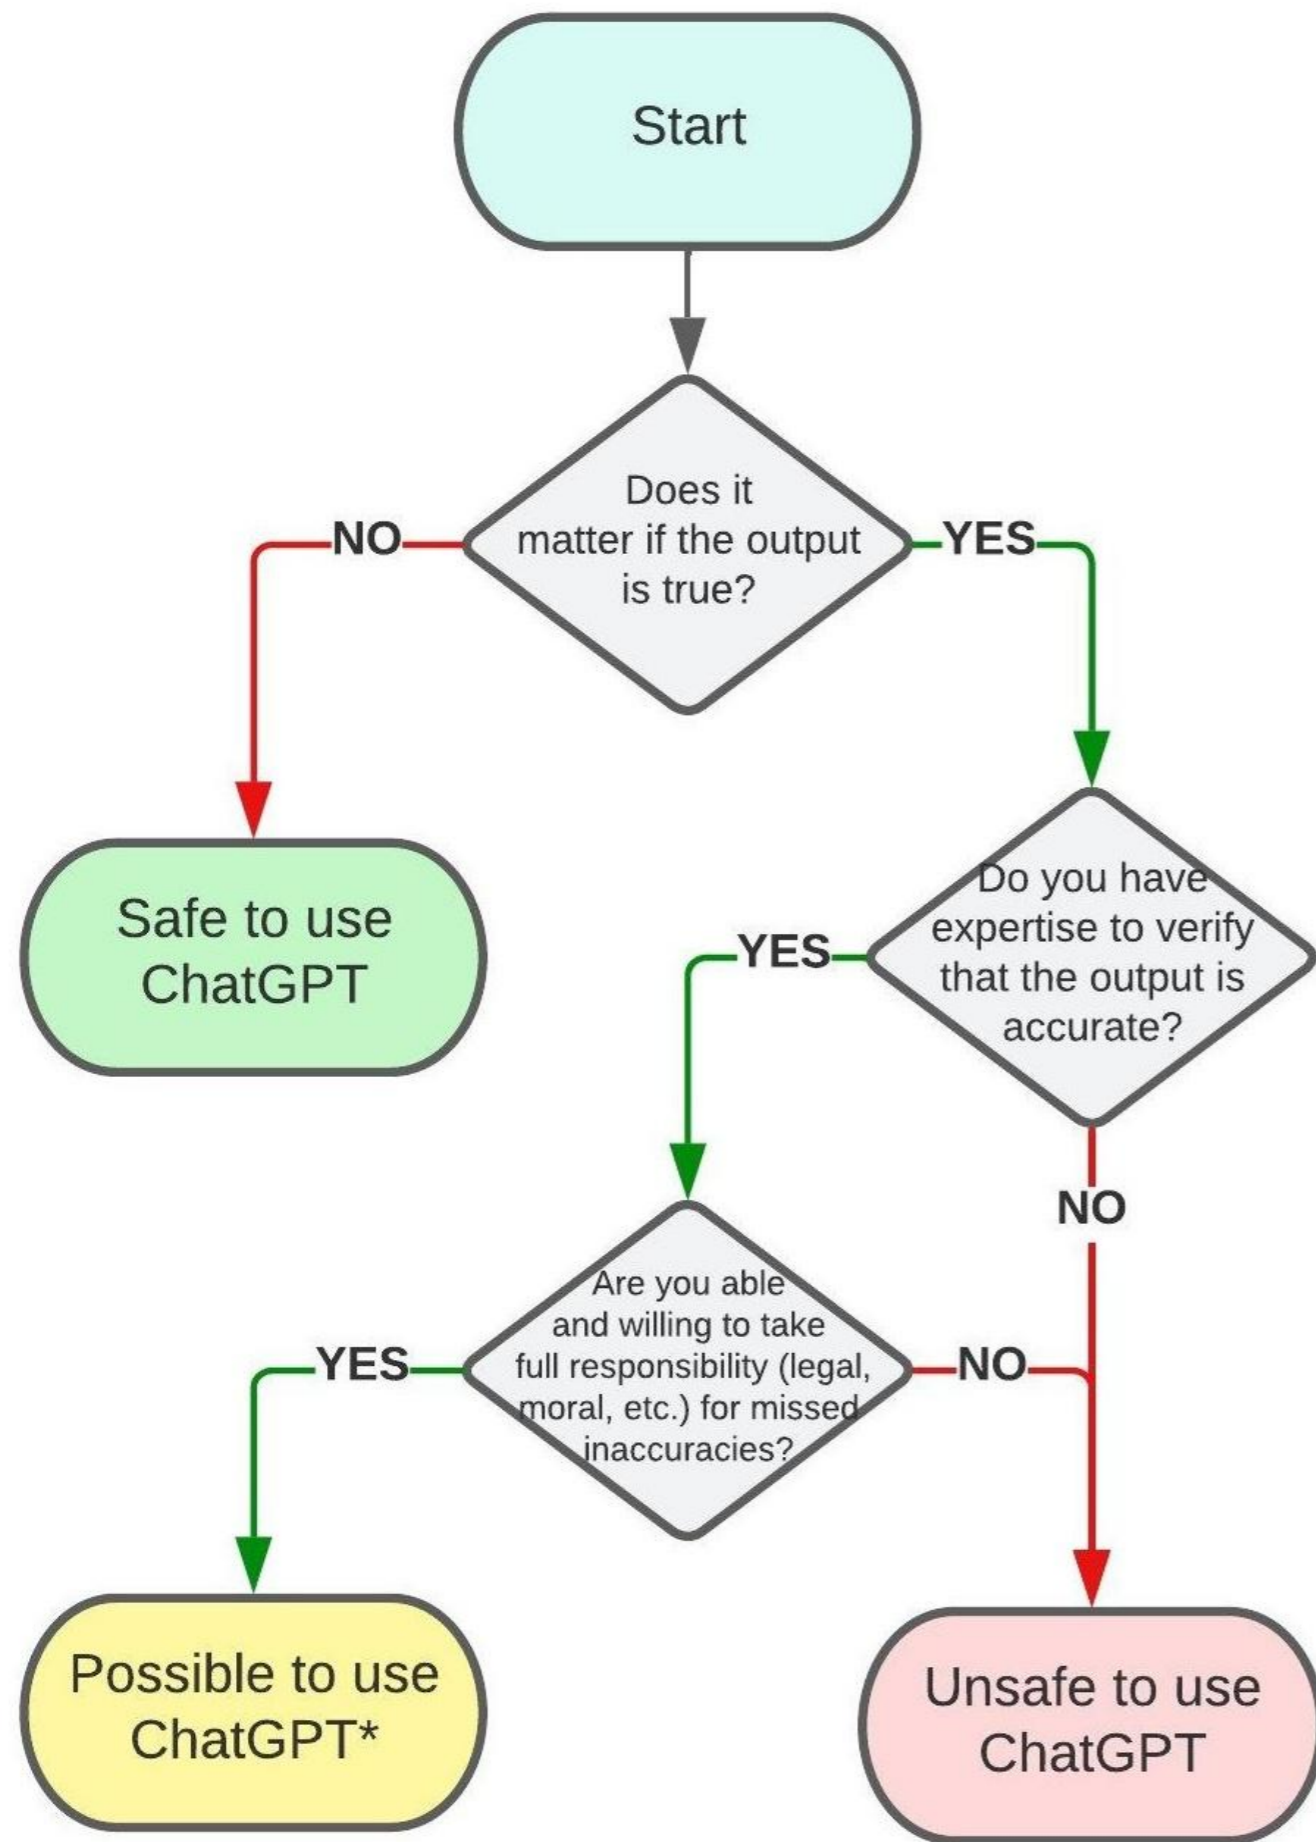 Start
Does it
matter if the output
is true?
NO
YES
Safe to use
ChatGPT
Do you have
expertise to verify
that the output is
accurate?
YES
NO
Are you able
and willing to take
full responsibility (legal,
moral, etc.) for missed
inaccuracies?
YES
NO
Possible to use
ChatGPT*
Unsafe to use
ChatGPT